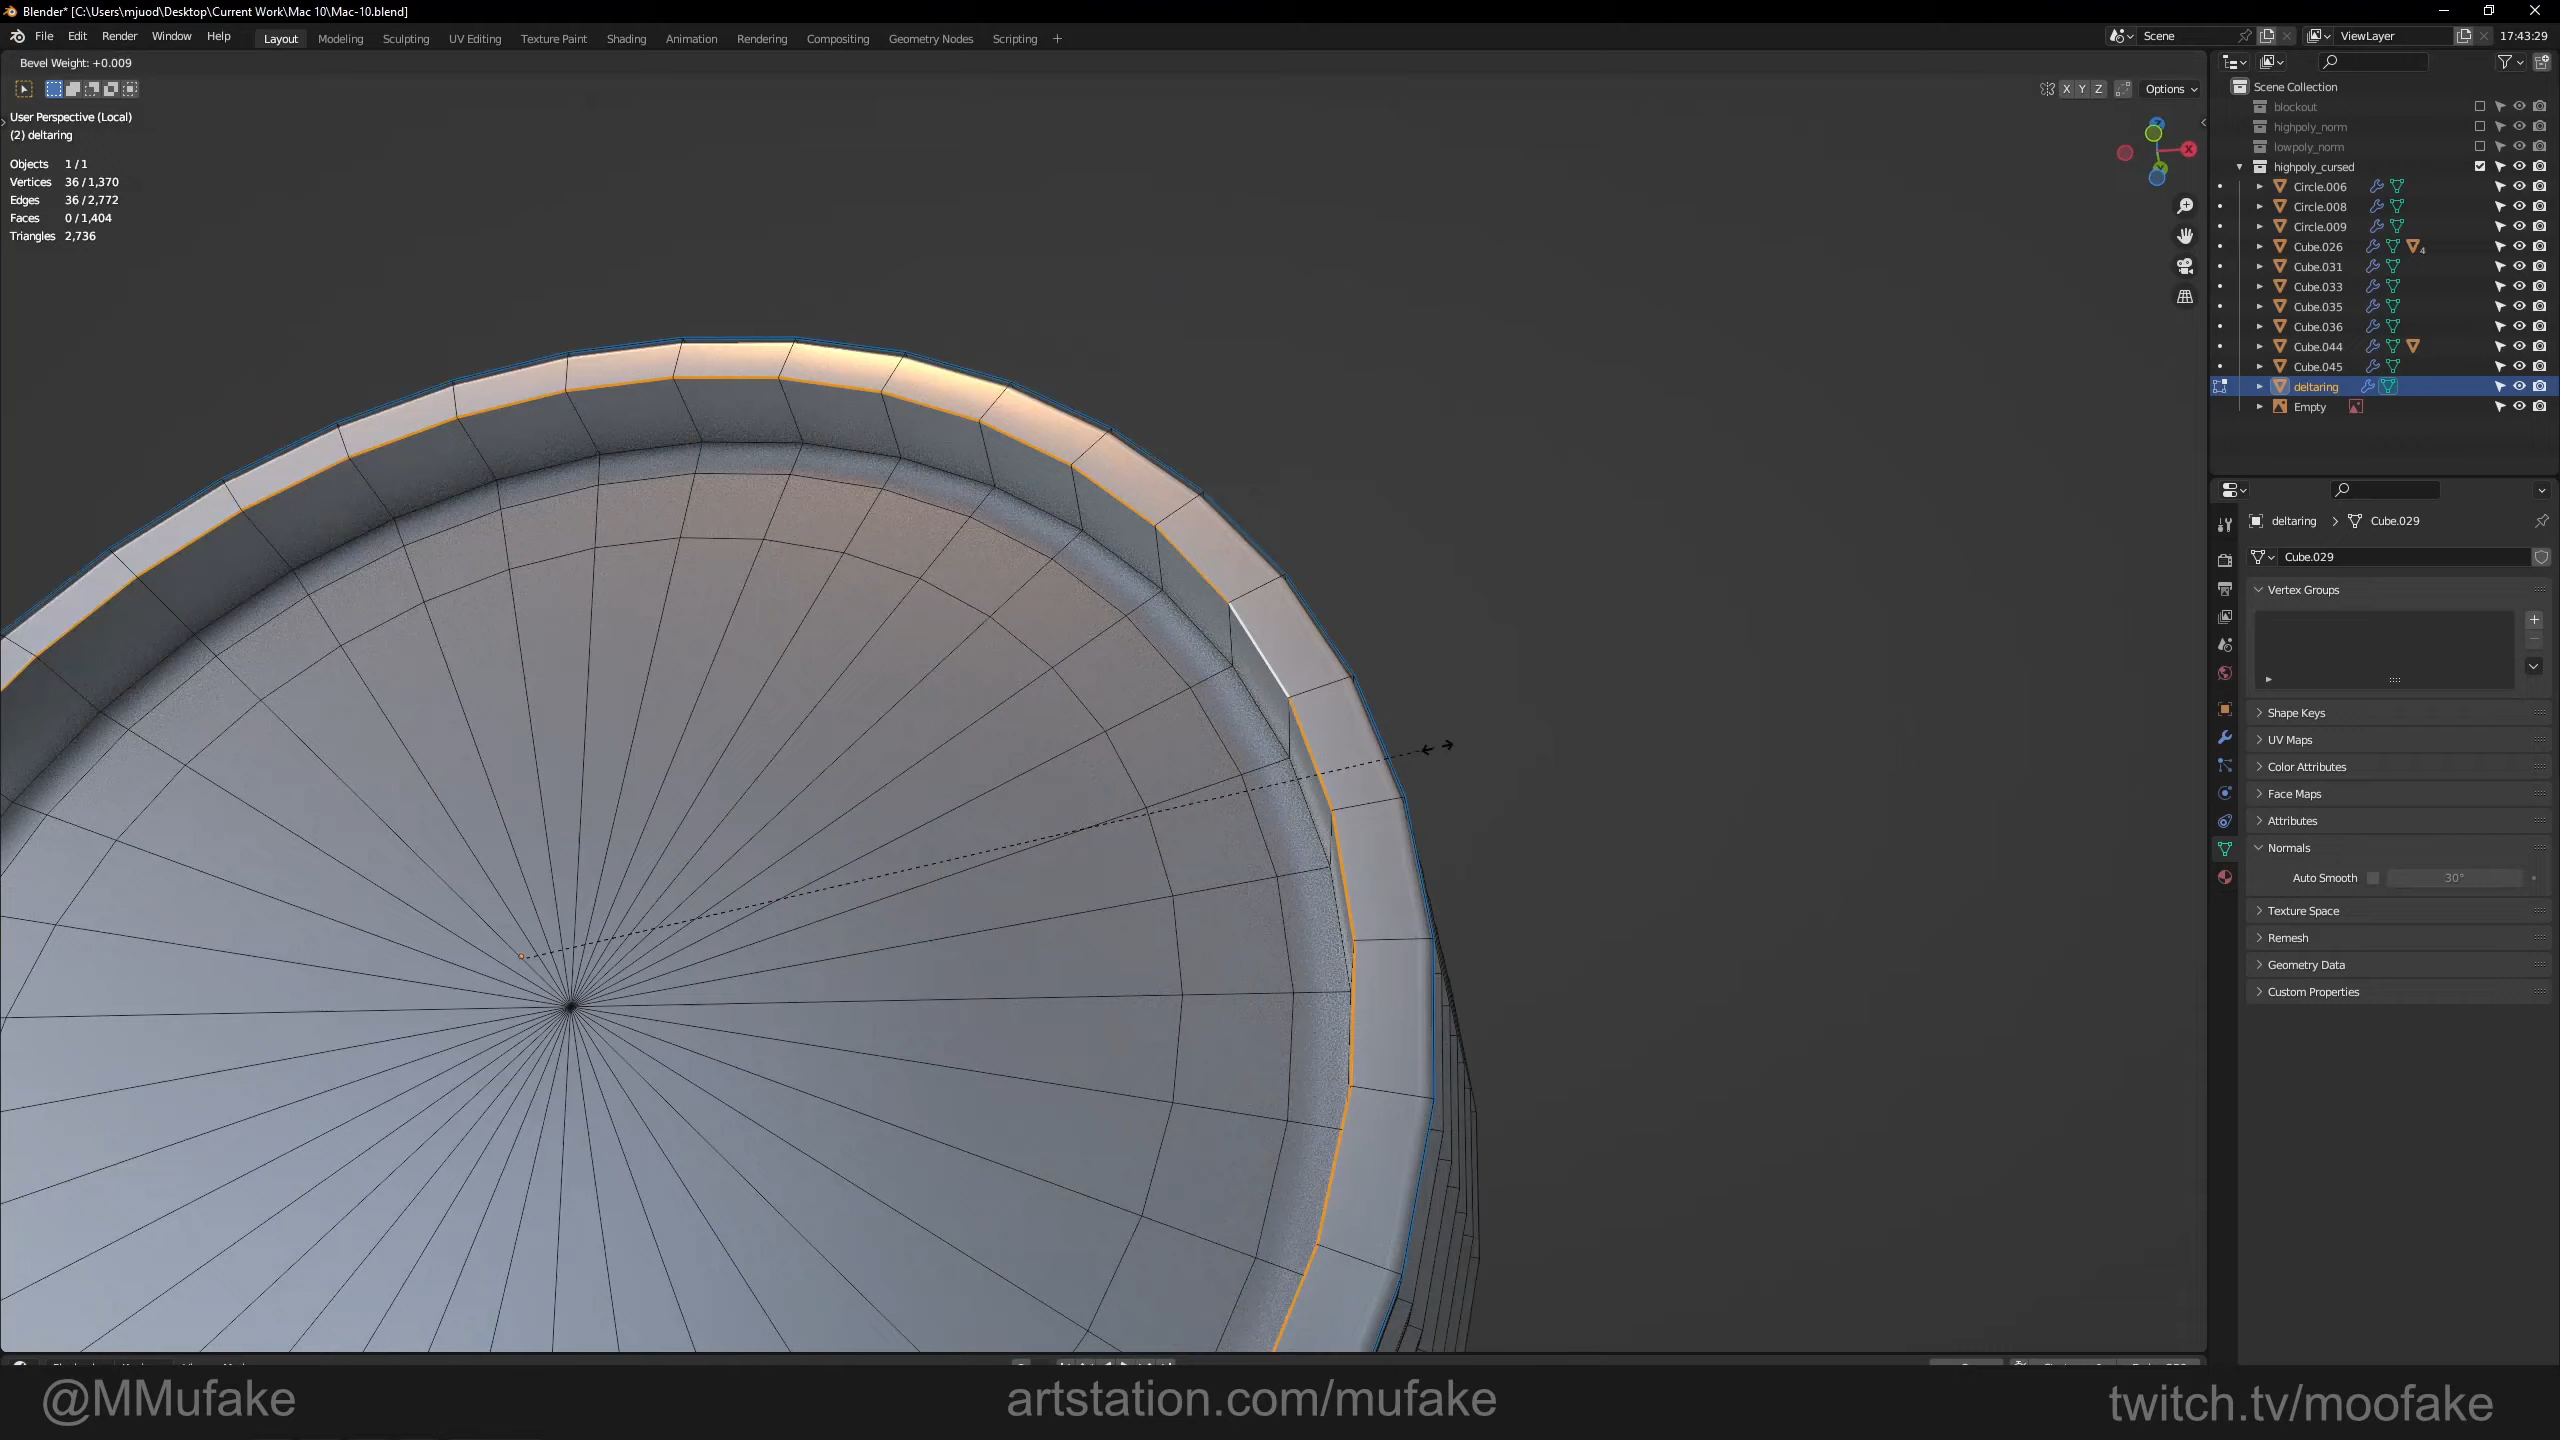 Blender* [C:\Users\mjuod\Desktop\Current Work\Mac 10\Mac-10.blend]
File Edit Render Window Help Layout Modeling Sculpting UV Editing Texture Paint Shading Animation Rendering Compositing Geometry Nodes Scripting + Scene ViewLayer 17:43:29
Bevel Weight: +0.009
X Y Z Options
User Perspective (Local)
(2) deltaring
Objects 1 / 1
Vertices 36 / 1,370
Edges 36 / 2,772
Faces 0 / 1,404
Triangles 2,736
X
Scene Collection
blockout
highpoly_norm
lowpoly_norm
highpoly_cursed
Circle.006
Circle.008
Circle.009
Cube.026 4
Cube.031
Cube.033
Cube.035
Cube.036
Cube.044
Cube.045
deltaring
Empty
deltaring > Cube.029
Cube.029
Vertex Groups
Shape Keys
UV Maps
Color Attributes
Face Maps
Attributes
Normals
Auto Smooth 30°
Texture Space
Remesh
Geometry Data
Custom Properties
@MMufake artstation.com/mufake twitch.tv/moofake